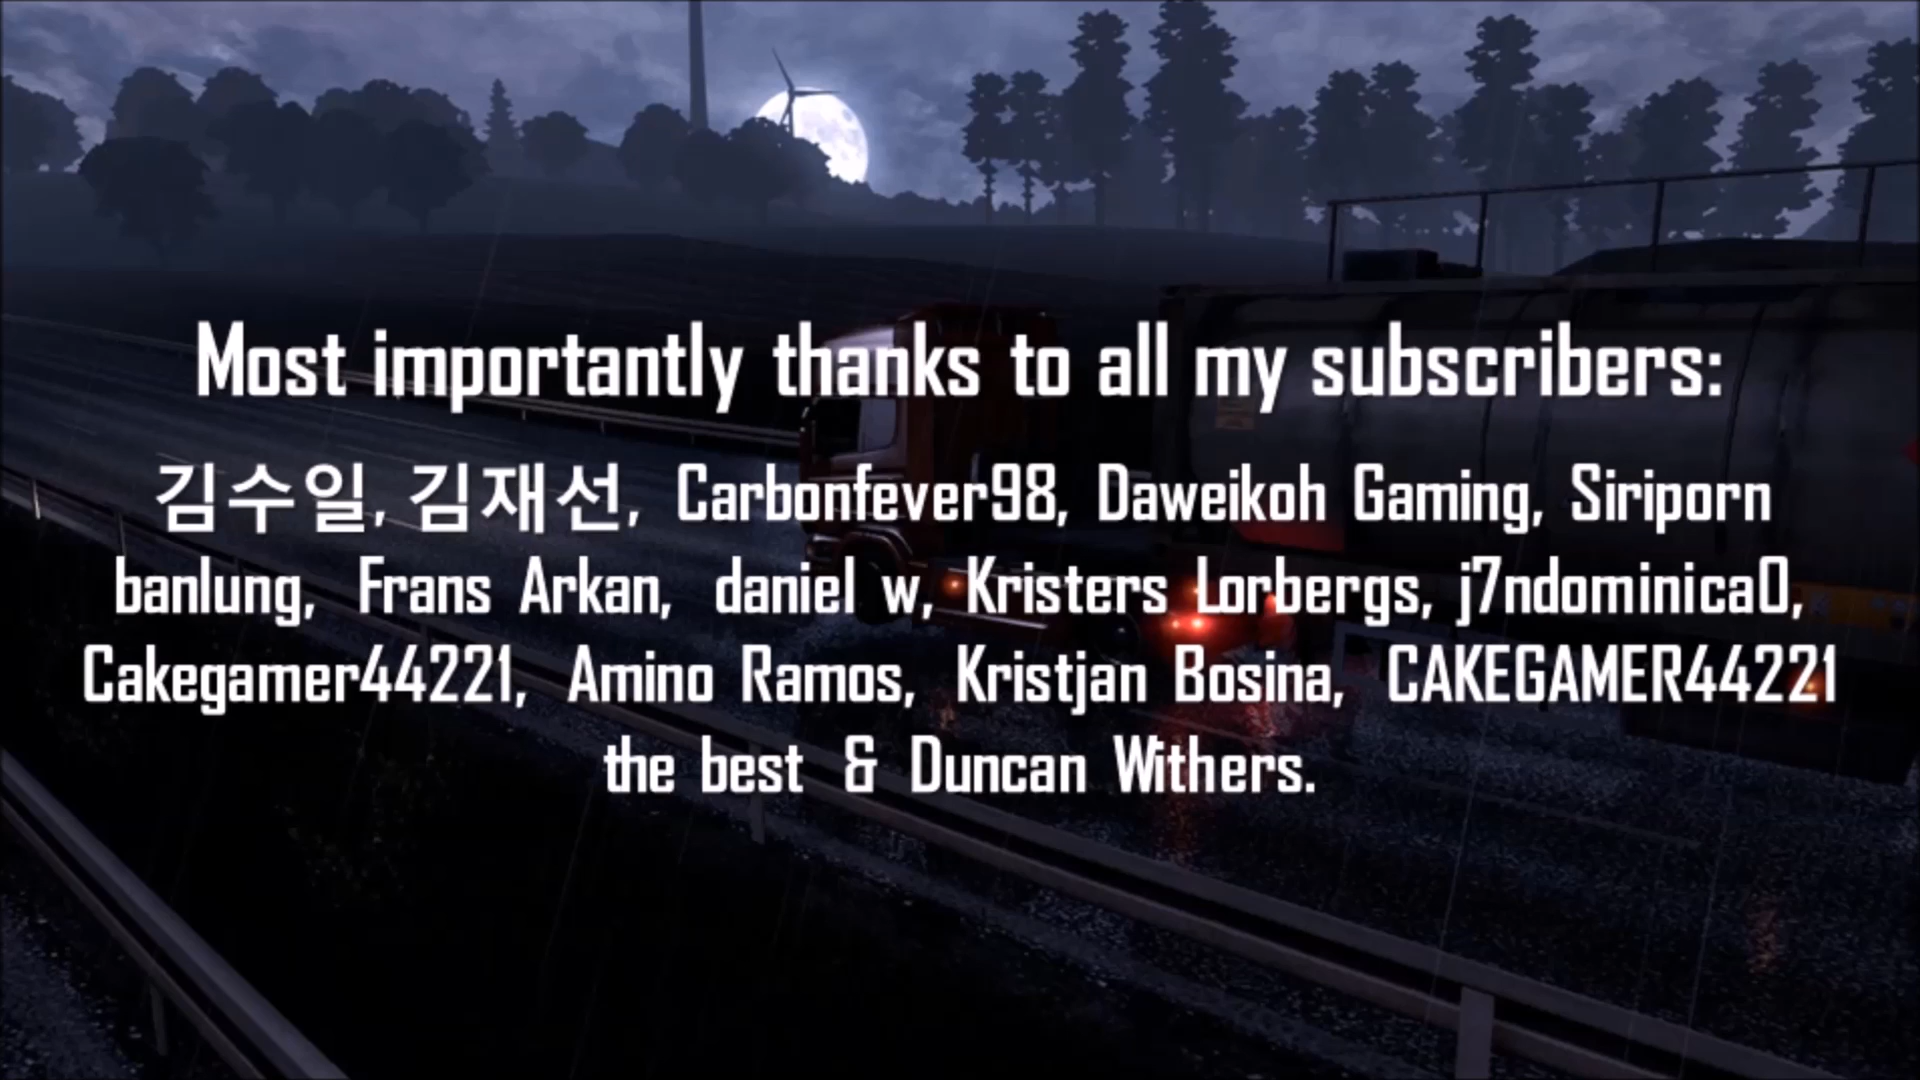 Most importantly thanks to all my subscribers:
김수일, 김재선, Carbonfever98, Daweikoh Gaming, Siriporn
banlung, Frans Arkan, daniel w, Kristers Lorbergs, j7ndominica0,
Cakegamer44221, Amino Ramos, Kristjan Bosina, CAKEGAMER44221
the best & Duncan Withers.